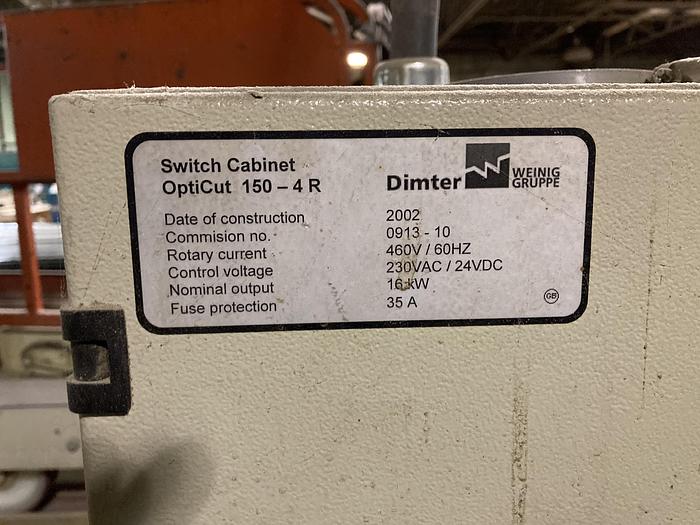 Switch Cabinet
OptiCut 150 – 4 R
Dimter WEINIG
GRUPPE
Date of construction 2002
Commision no. 0913 - 10
Rotary current 460V / 60HZ
Control voltage 230VAC / 24VDC
Nominal output 16 kW
Fuse protection 35 A
GB